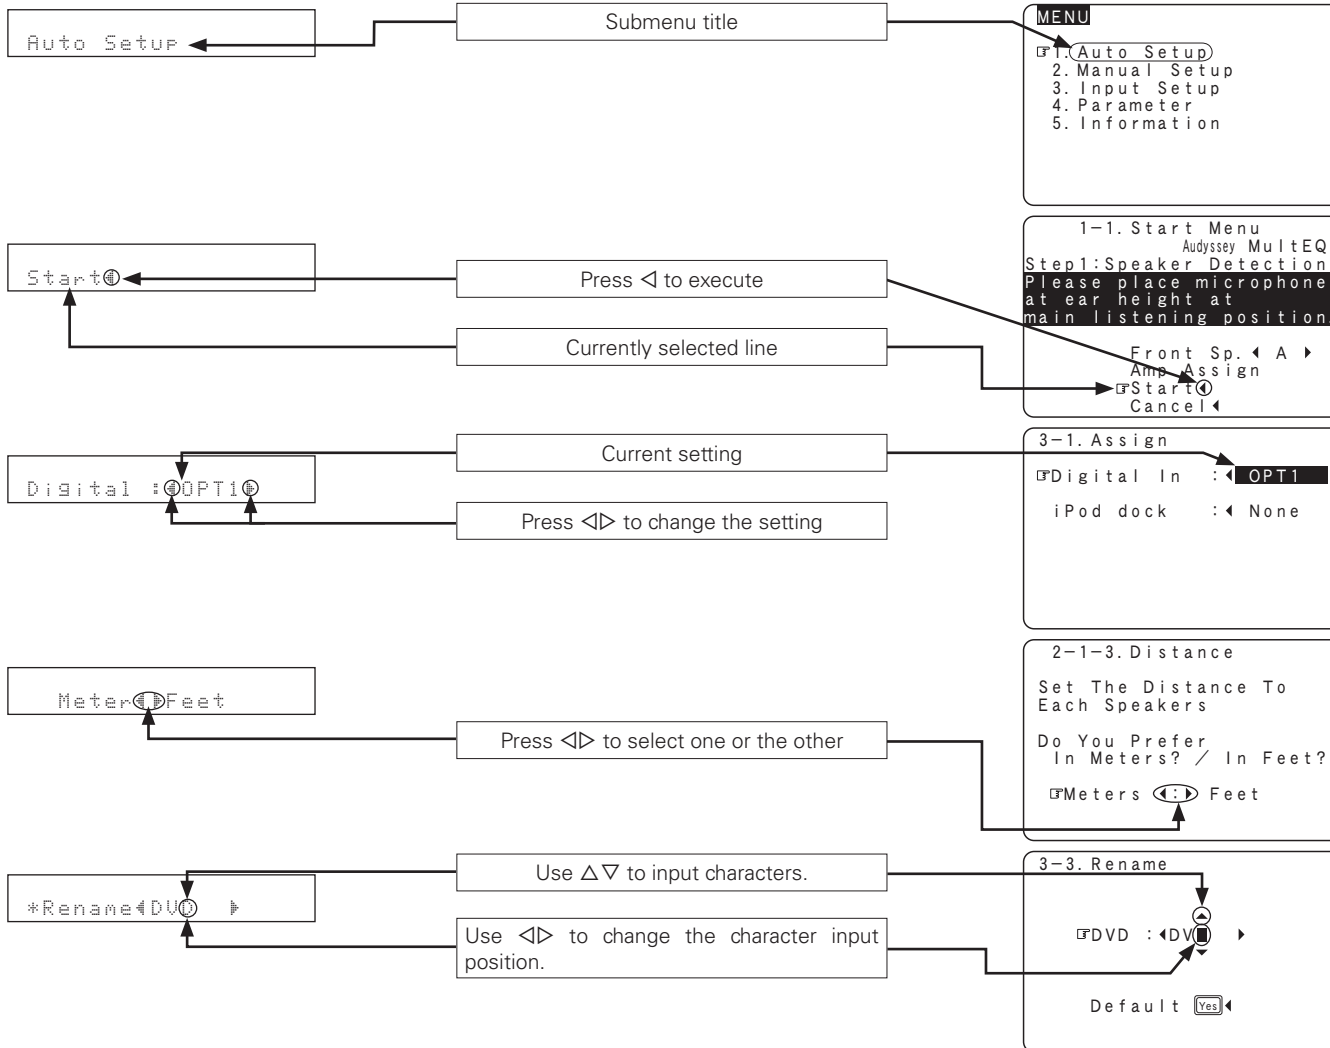 Auto Setup
Submenu title
MENU
☞1. Auto Setup
2. Manual Setup
3. Input Setup
4. Parameter
5. Information
Start◀
Press ◁ to execute
Currently selected line
1-1. Start Menu
Audyssey MultEQ
Step1:Speaker Detection
Please place microphone
at ear height at
main listening position.
Front Sp.◀ A ▶
Amp Assign
☞Start◀
Cancel◀
Digital :◀OPT1▶
Current setting
Press ◁▷ to change the setting
3-1. Assign
☞Digital In :◀ OPT1
iPod dock :◀ None
Meter◀▶Feet
Press ◁▷ to select one or the other
2-1-3. Distance
Set The Distance To
Each Speakers
Do You Prefer
In Meters? / In Feet?
☞Meters ◀:▶ Feet
*Rename◀DVD ▶
Use △▽ to input characters.
Use ◁▷ to change the character input
position.
3-3. Rename
☞DVD :◀DV■ ▶
Default Yes◀